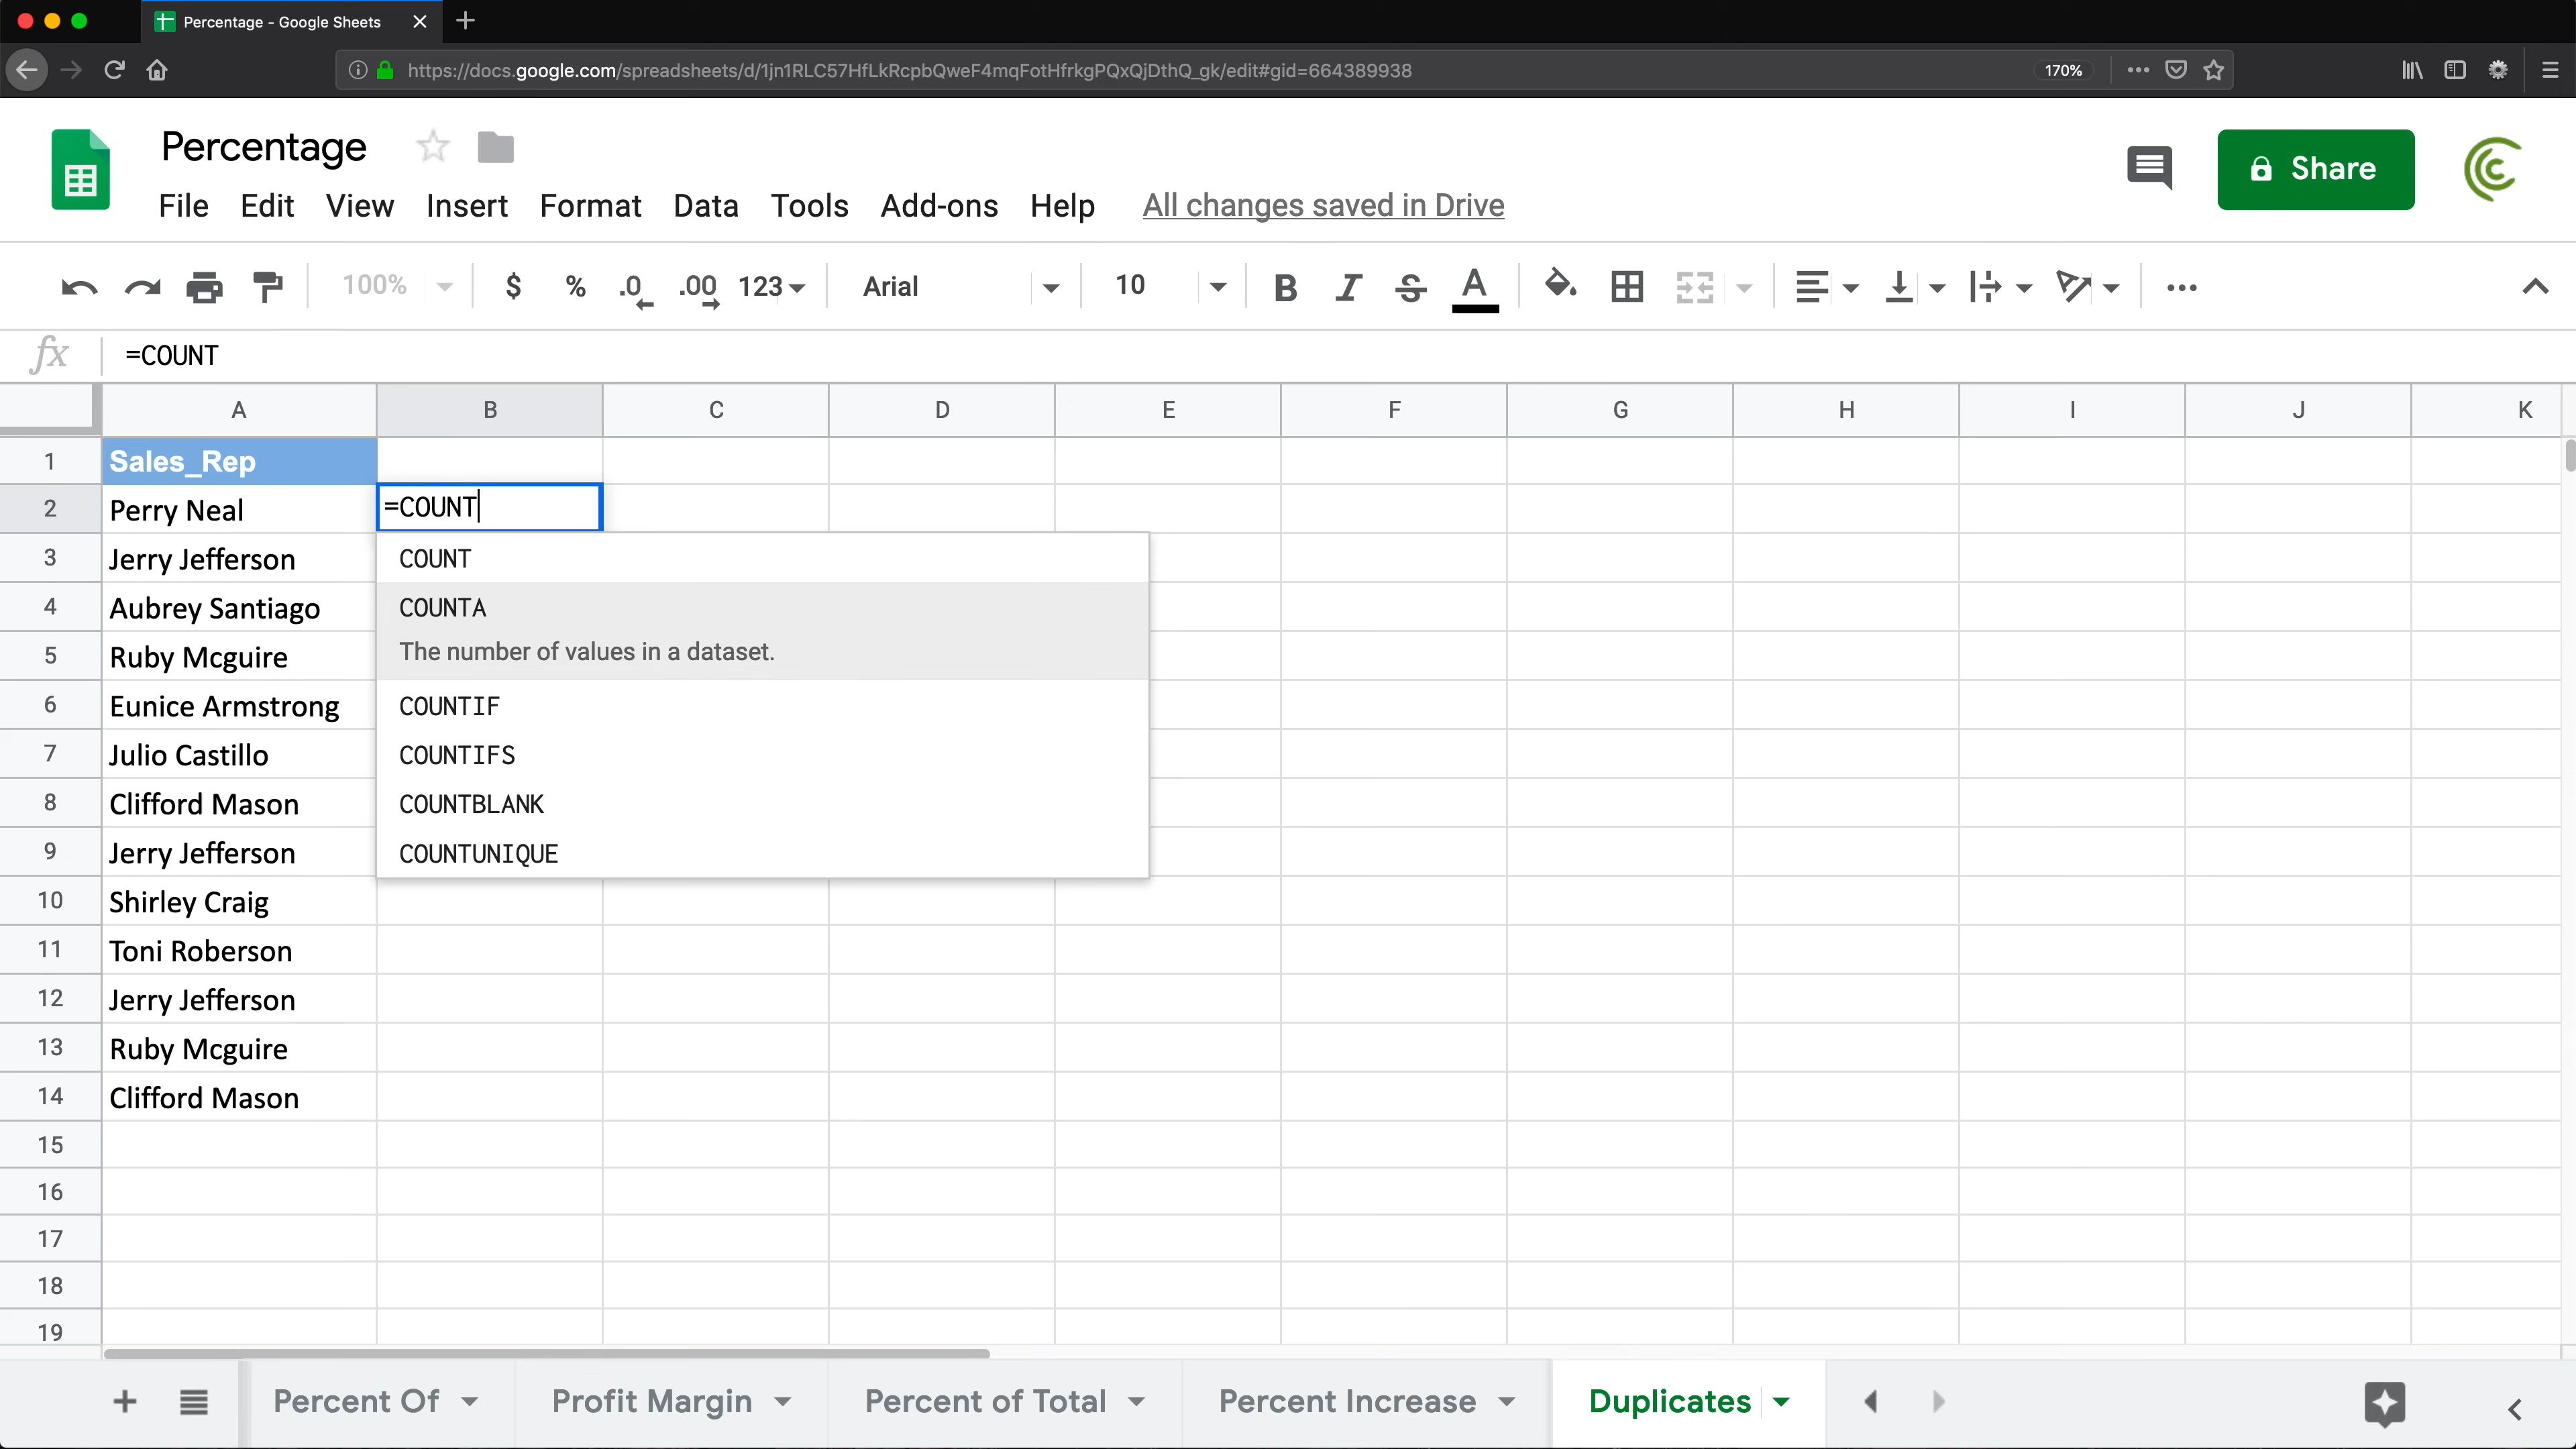 Percentage - Google Sheets
https://docs.google.com/spreadsheets/d/1jn1RLC57HfLkRcpbQweF4mqFotHfrkgPQxQjDthQ_gk/edit#gid=664389938
170%
Percentage
File Edit View Insert Format Data Tools Add-ons Help All changes saved in Drive
Share
100% $ % .0 .00 123 Arial 10 B I S A
fx =COUNT
A B C D E F G H I J K
1 Sales_Rep
2 Perry Neal =COUNT
3 Jerry Jefferson
4 Aubrey Santiago
5 Ruby Mcguire
6 Eunice Armstrong
7 Julio Castillo
8 Clifford Mason
9 Jerry Jefferson
10 Shirley Craig
11 Toni Roberson
12 Jerry Jefferson
13 Ruby Mcguire
14 Clifford Mason
15
16
17
18
19
COUNT
COUNTA
The number of values in a dataset.
COUNTIF
COUNTIFS
COUNTBLANK
COUNTUNIQUE
Percent Of Profit Margin Percent of Total Percent Increase Duplicates